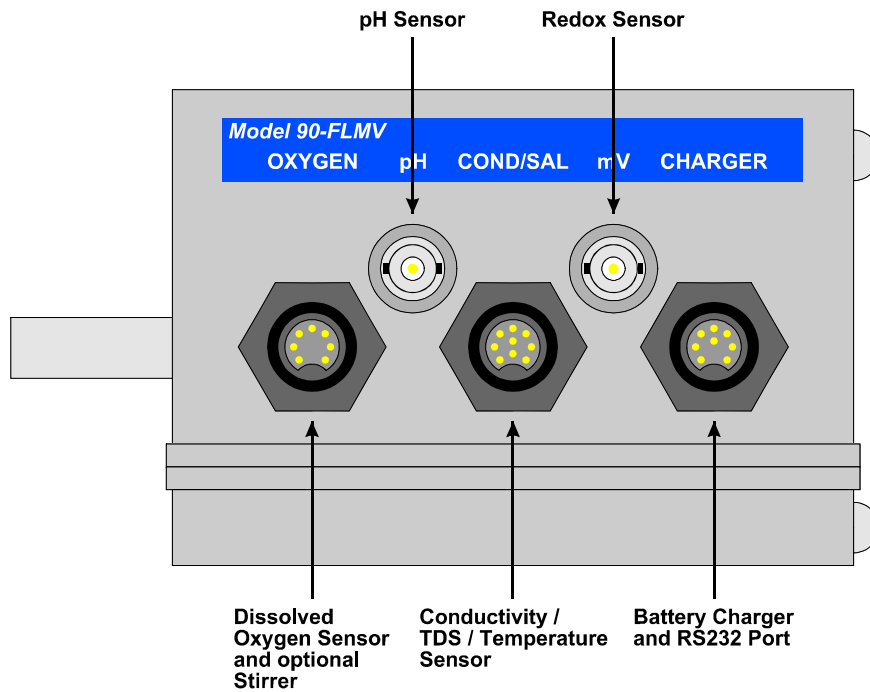 pH Sensor
Redox Sensor
Model 90-FLMV
OXYGEN pH COND/SAL mV CHARGER
Dissolved
Oxygen Sensor
and optional
Stirrer
Conductivity /
TDS / Temperature
Sensor
Battery Charger
and RS232 Port